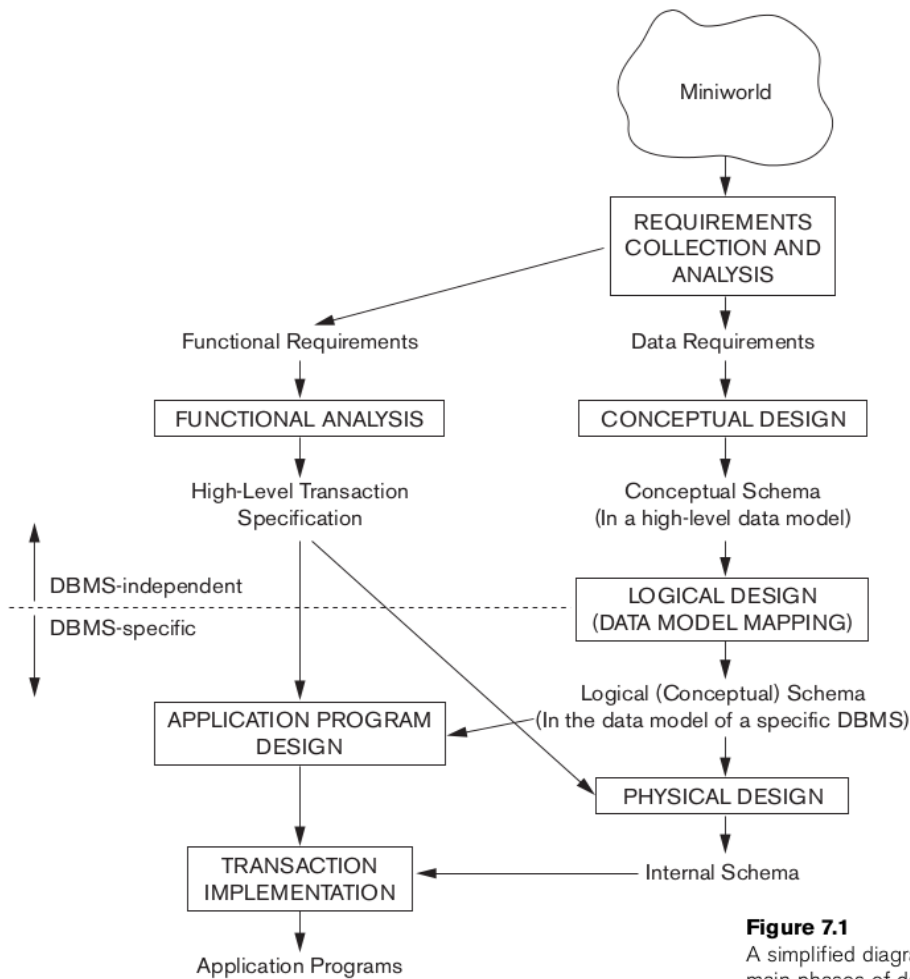 Miniworld
REQUIREMENTS
COLLECTION AND
ANALYSIS
Functional Requirements
Data Requirements
FUNCTIONAL ANALYSIS
CONCEPTUAL DESIGN
High-Level Transaction
Specification
Conceptual Schema
(In a high-level data model)
DBMS-independent
LOGICAL DESIGN
(DATA MODEL MAPPING)
DBMS-specific
Logical (Conceptual) Schema
(In the data model of a specific DBMS)
APPLICATION PROGRAM
DESIGN
PHYSICAL DESIGN
TRANSACTION
IMPLEMENTATION
Internal Schema
Application Programs
Figure 7.1
A simplified diagra
main phases of d